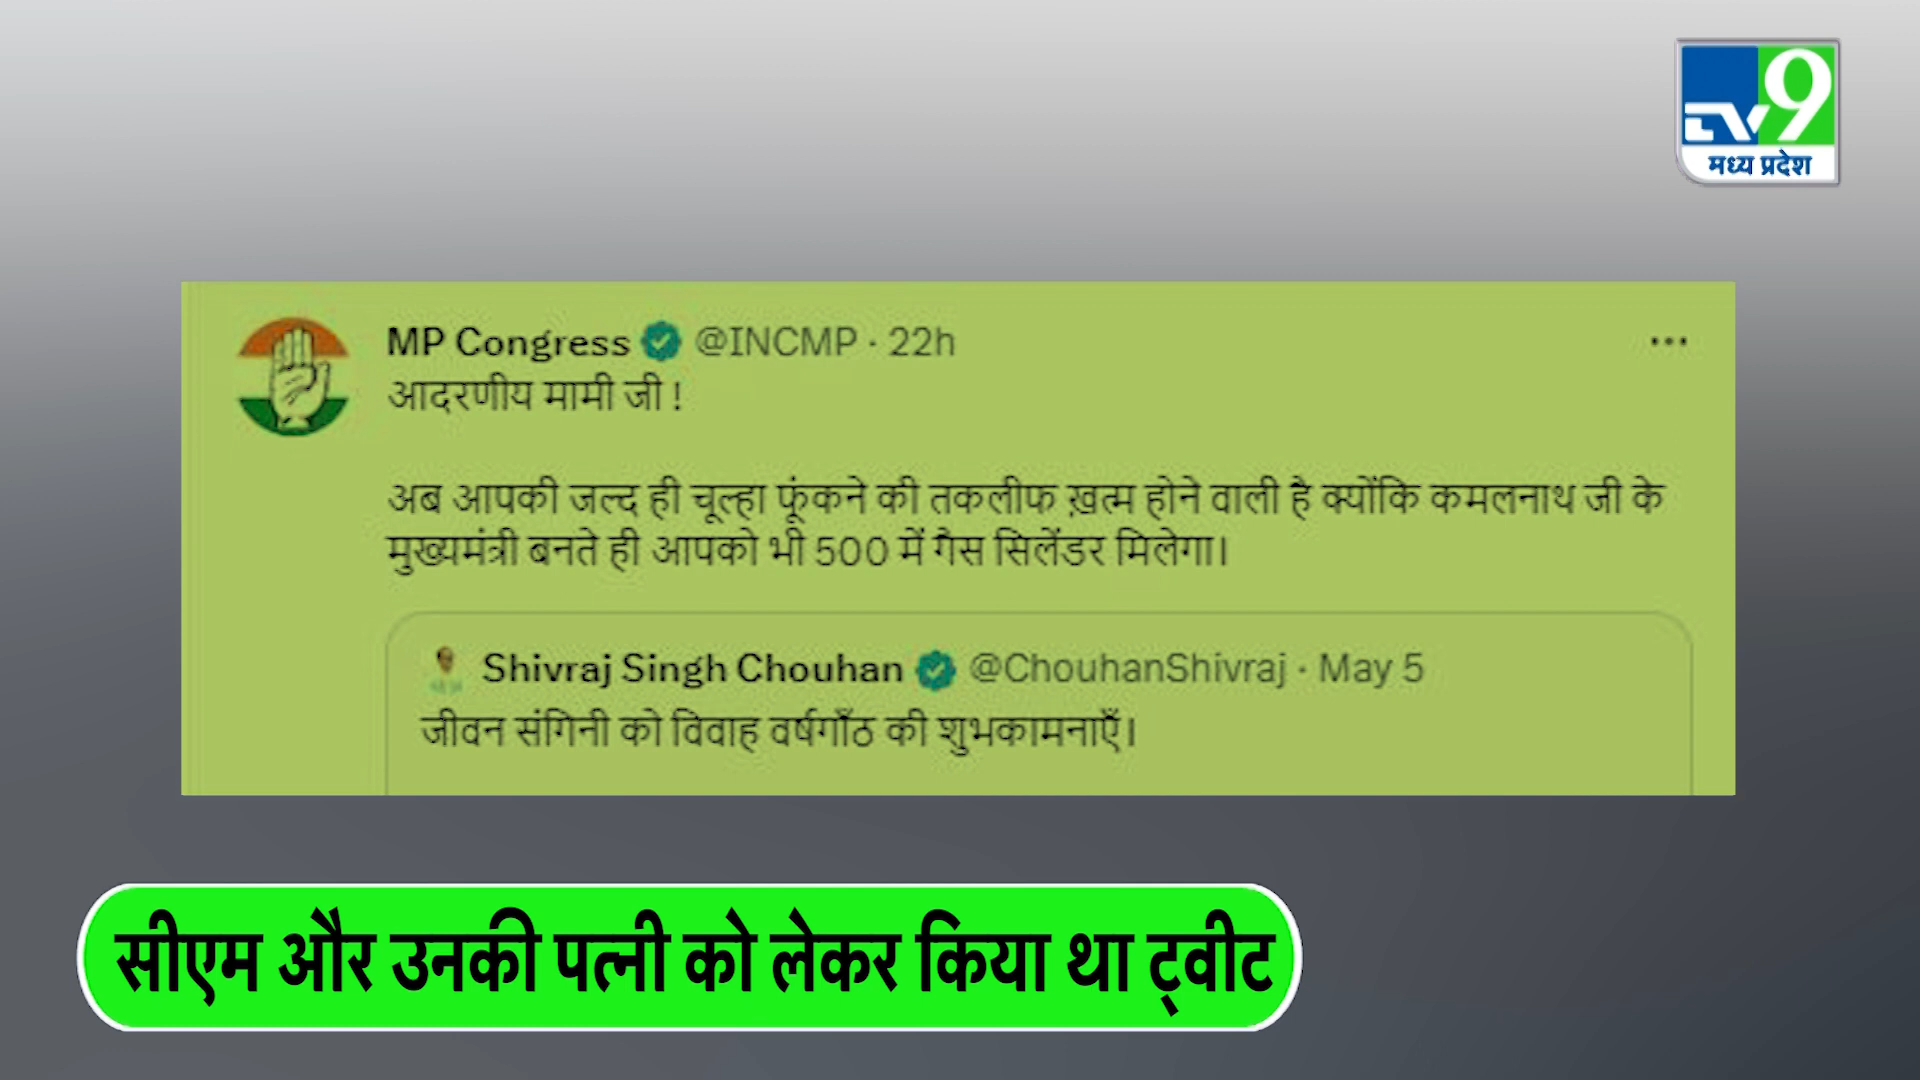 TV9
मध्य प्रदेश
MP Congress @INCMP · 22h
आदरणीय मामी जी !
अब आपकी जल्द ही चूल्हा फूंकने की तकलीफ ख़त्म होने वाली है क्योंकि कमलनाथ जी के
मुख्यमंत्री बनते ही आपको भी 500 में गैस सिलेंडर मिलेगा।
Shivraj Singh Chouhan @ChouhanShivraj · May 5
जीवन संगिनी को विवाह वर्षगाँठ की शुभकामनाएँ।
सीएम और उनकी पत्नी को लेकर किया था ट्वीट